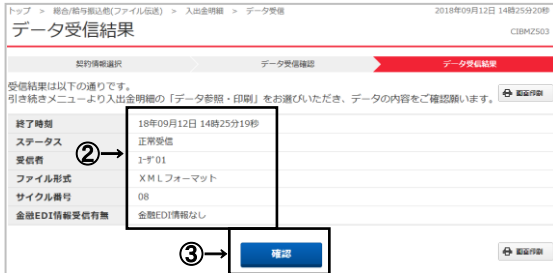 トップ > 総合/給与振込他(ファイル伝送) > 入出金明細 > データ受信
2018年09月12日 14時25分20秒
データ受信結果
CIBMZS03
契約情報選択
データ受信確認
データ受信結果
受信結果は以下の通りです。
引き続きメニューより入出金明細の「データ参照・印刷」をお選びいただき、データの内容をご確認願います。
画面印刷
終了時刻 18年09月12日 14時25分19秒
ステータス 正常受信
②→
受信者 ﾕｰｻﾞ01
ファイル形式 XMLフォーマット
サイクル番号 08
金融EDI情報受信有無 金融EDI情報なし
③→
確認
画面印刷